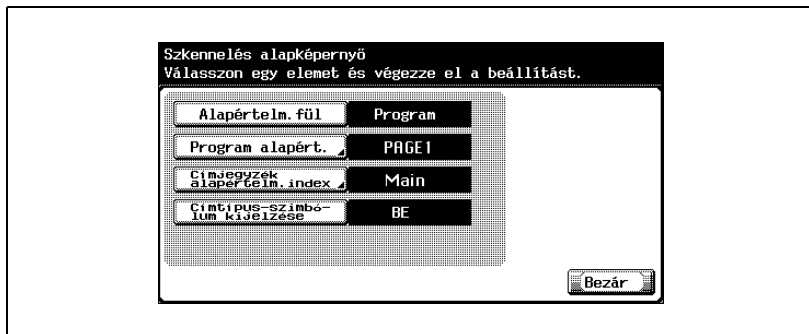 Szkennelés alapképernyö
Válasszon egy elemet és végezze el a beállítást.
Alapértelm.fül Program
Program alapért. PAGE1
Címjegyzék
alapértelm.index Main
Címtípus-szimbó-
lum kijelzése BE
Bezár